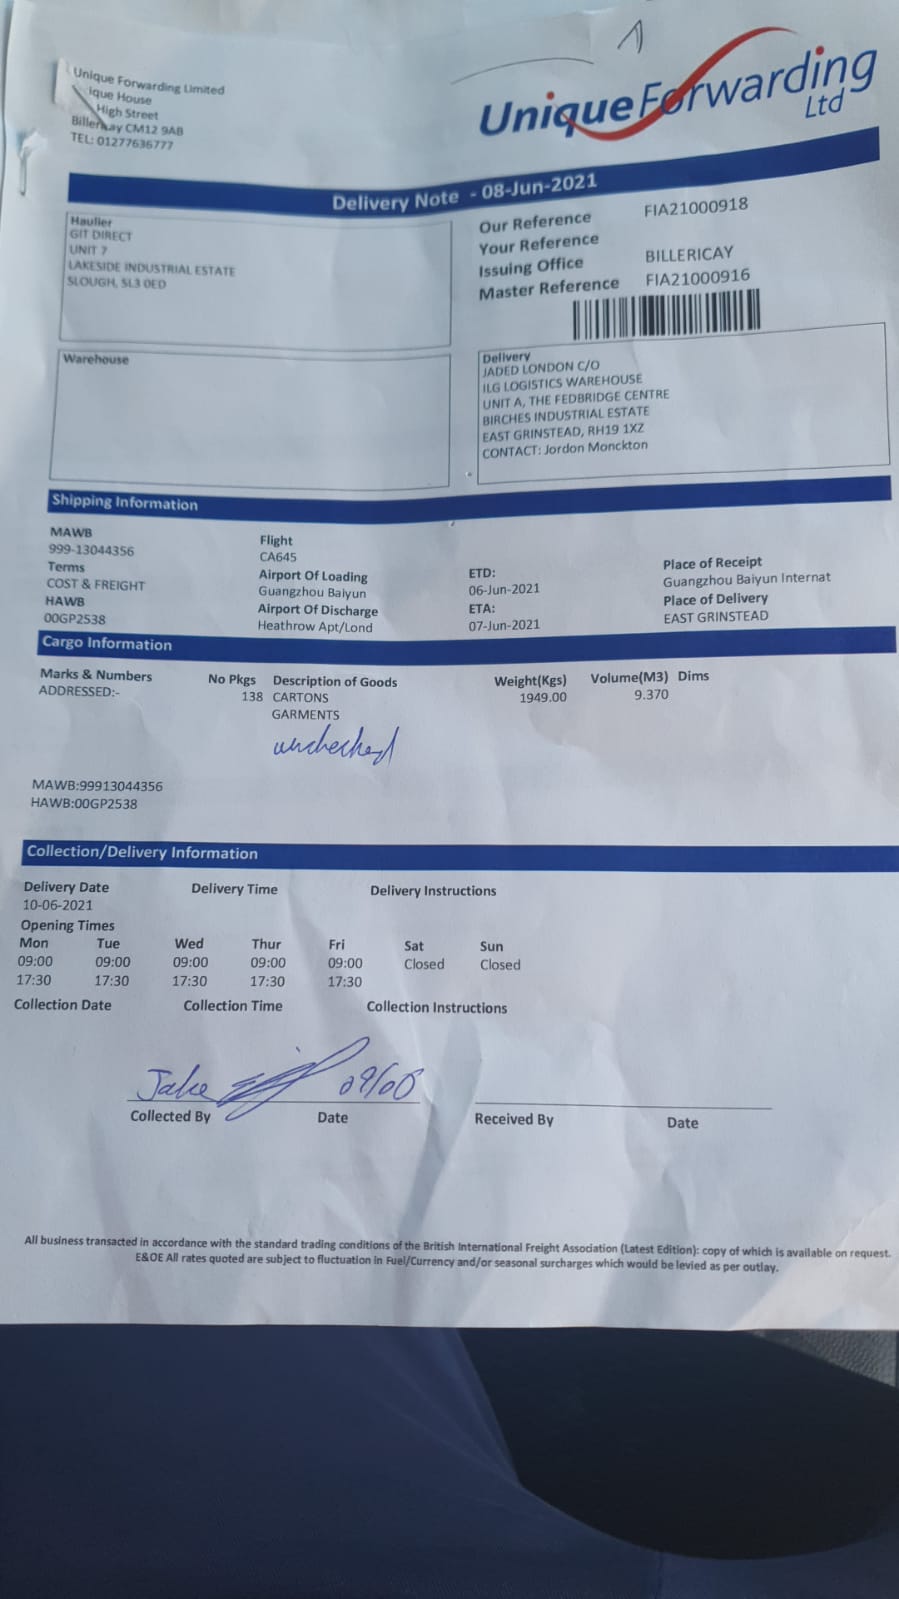 1
Unique Forwarding Limited
ique House
High Street
Billericay CM12 9AB
TEL: 01277636777
Unique Forwarding
Ltd
Delivery Note - 08-Jun-2021
Haulier
GIT DIRECT
UNIT 7
LAKESIDE INDUSTRIAL ESTATE
SLOUGH, SL3 0ED
Our Reference FIA21000918
Your Reference
Issuing Office BILLERICAY
Master Reference FIA21000916
Warehouse
Delivery
JADED LONDON C/O
ILG LOGISTICS WAREHOUSE
UNIT A, THE FEDBRIDGE CENTRE
BIRCHES INDUSTRIAL ESTATE
EAST GRINSTEAD, RH19 1XZ
CONTACT: Jordon Monckton
Shipping Information
MAWB
999-13044356
Terms
COST & FREIGHT
HAWB
00GP2538
Flight
CA645
Airport Of Loading
Guangzhou Baiyun
Airport Of Discharge
Heathrow Apt/Lond
ETD:
06-Jun-2021
ETA:
07-Jun-2021
Place of Receipt
Guangzhou Baiyun Internat
Place of Delivery
EAST GRINSTEAD
Cargo Information
Marks & Numbers No Pkgs Description of Goods Weight(Kgs) Volume(M3) Dims
ADDRESSED:- 138 CARTONS 1949.00 9.370
GARMENTS
unchecked
MAWB:99913044356
HAWB:00GP2538
Collection/Delivery Information
Delivery Date Delivery Time Delivery Instructions
10-06-2021
Opening Times
Mon Tue Wed Thur Fri Sat Sun
09:00 09:00 09:00 09:00 09:00 Closed Closed
17:30 17:30 17:30 17:30 17:30
Collection Date Collection Time Collection Instructions
Jake 09/06
Collected By Date Received By Date
All business transacted in accordance with the standard trading conditions of the British International Freight Association (Latest Edition): copy of which is available on request.
E&OE All rates quoted are subject to fluctuation in Fuel/Currency and/or seasonal surcharges which would be levied as per outlay.